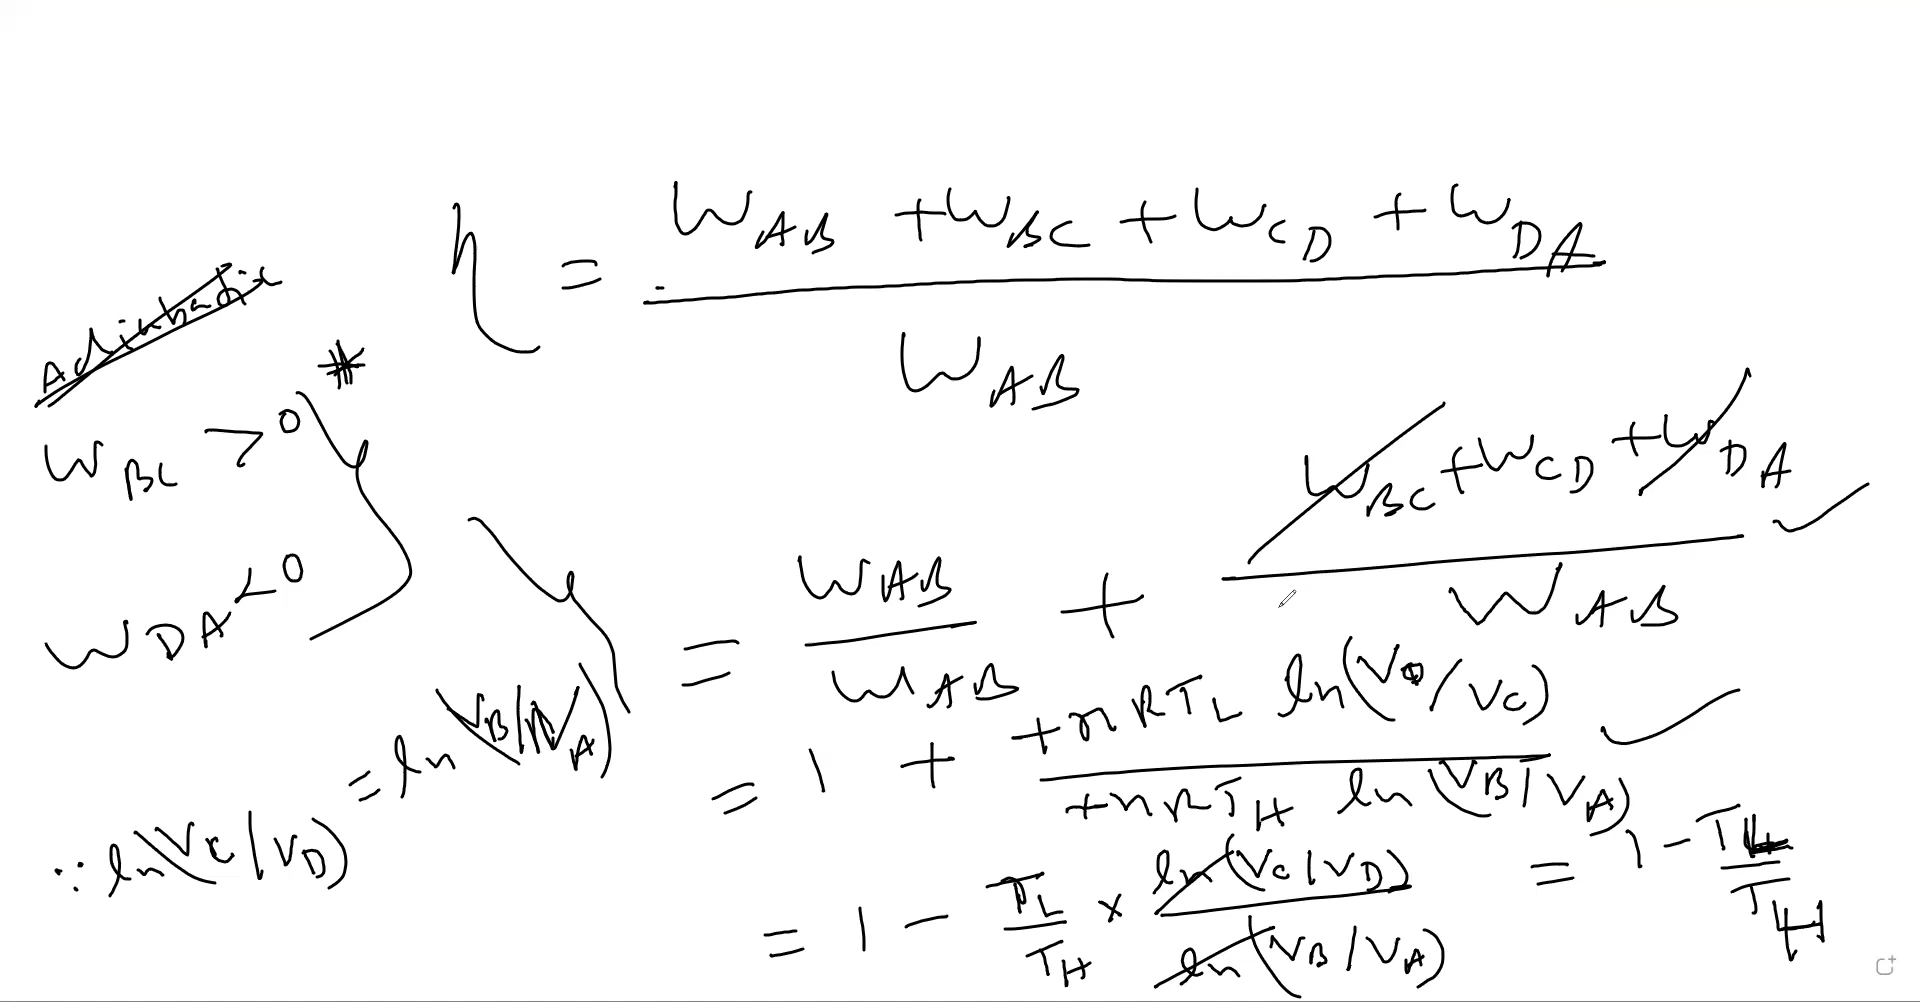 η = (W_AB + W_BC + W_CD + W_DA) / W_AB
Adiabatic
W_BC > 0
W_DA < 0
= W_AB / W_AB + (W_BC + W_CD + W_DA) / W_AB
= 1 + (+nRT_L ln(V_D/V_C)) / (+nRT_H ln(V_B/V_A))
∵ ln(V_C/V_D) = ln(V_B/V_A)
= 1 - T_L/T_H × ln(V_C/V_D) / ln(V_B/V_A) = 1 - T_L/T_H